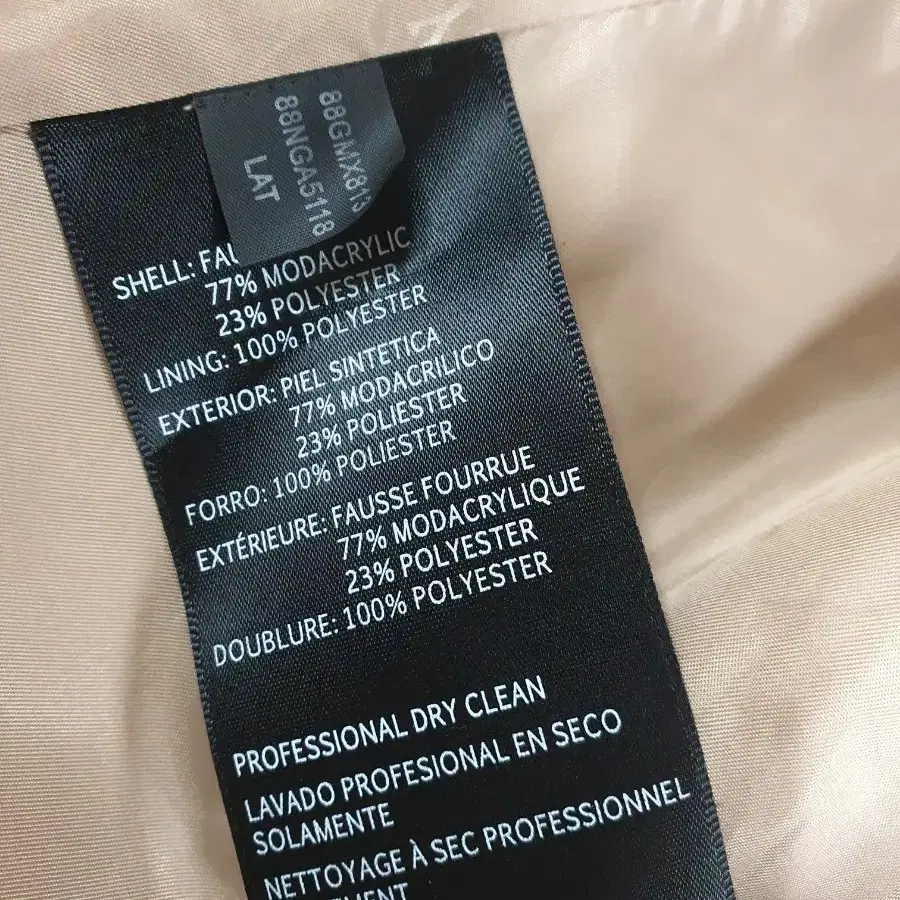 88GMX813
88NGA5118
LAT
SHELL:
77% MODACRYLIC
23% POLYESTER
LINING: 100% POLYESTER
EXTERIOR: PIEL SINTETICA
77% MODACRILICO
23% POLIESTER
FORRO: 100% POLIESTER
EXTÉRIEURE: FAUSSE FOURRUE
77% MODACRYLIQUE
23% POLYESTER
DOUBLURE: 100% POLYESTER
PROFESSIONAL DRY CLEAN
LAVADO PROFESIONAL EN SECO
SOLAMENTE
NETTOYAGE À SEC PROFESSIONNEL